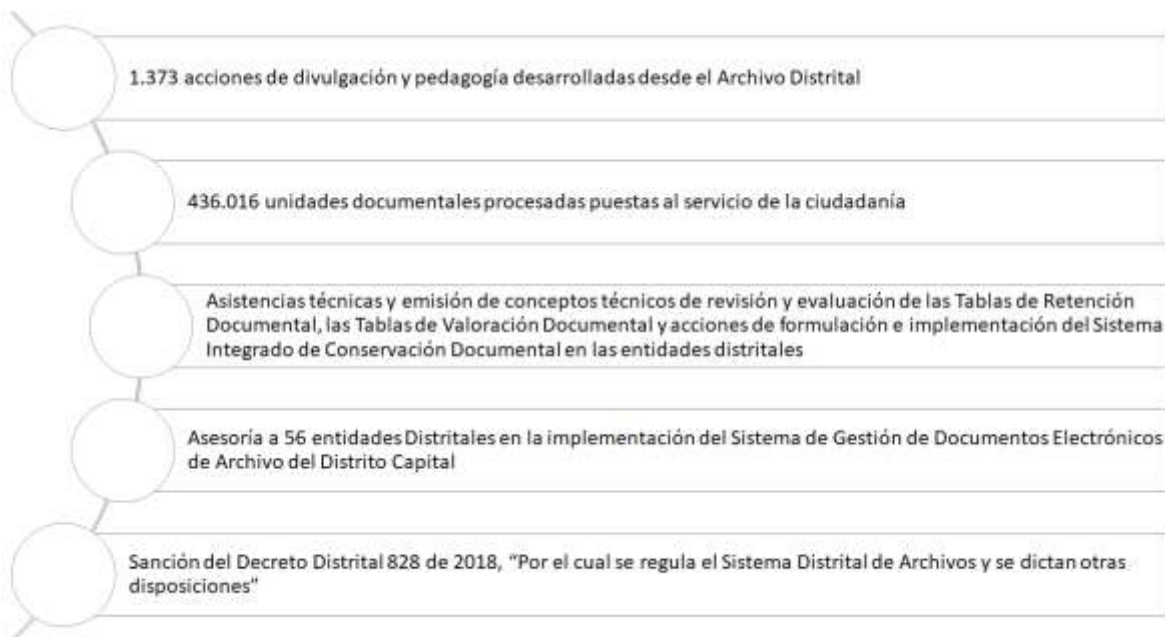 1.373 acciones de divulgación y pedagogía desarrolladas desde el Archivo Distrital
436.016 unidades documentales procesadas puestas al servicio de la ciudadanía
Asistencias técnicas y emisión de conceptos técnicos de revisión y evaluación de las Tablas de Retención
Documental, las Tablas de Valoración Documental y acciones de formulación e implementación del Sistema
Integrado de Conservación Documental en las entidades distritales
Asesoría a 56 entidades Distritales en la implementación del Sistema de Gestión de Documentos Electrónicos
de Archivo del Distrito Capital
Sanción del Decreto Distrital 828 de 2018, “Por el cual se regula el Sistema Distrital de Archivos y se dictan otras
disposiciones”